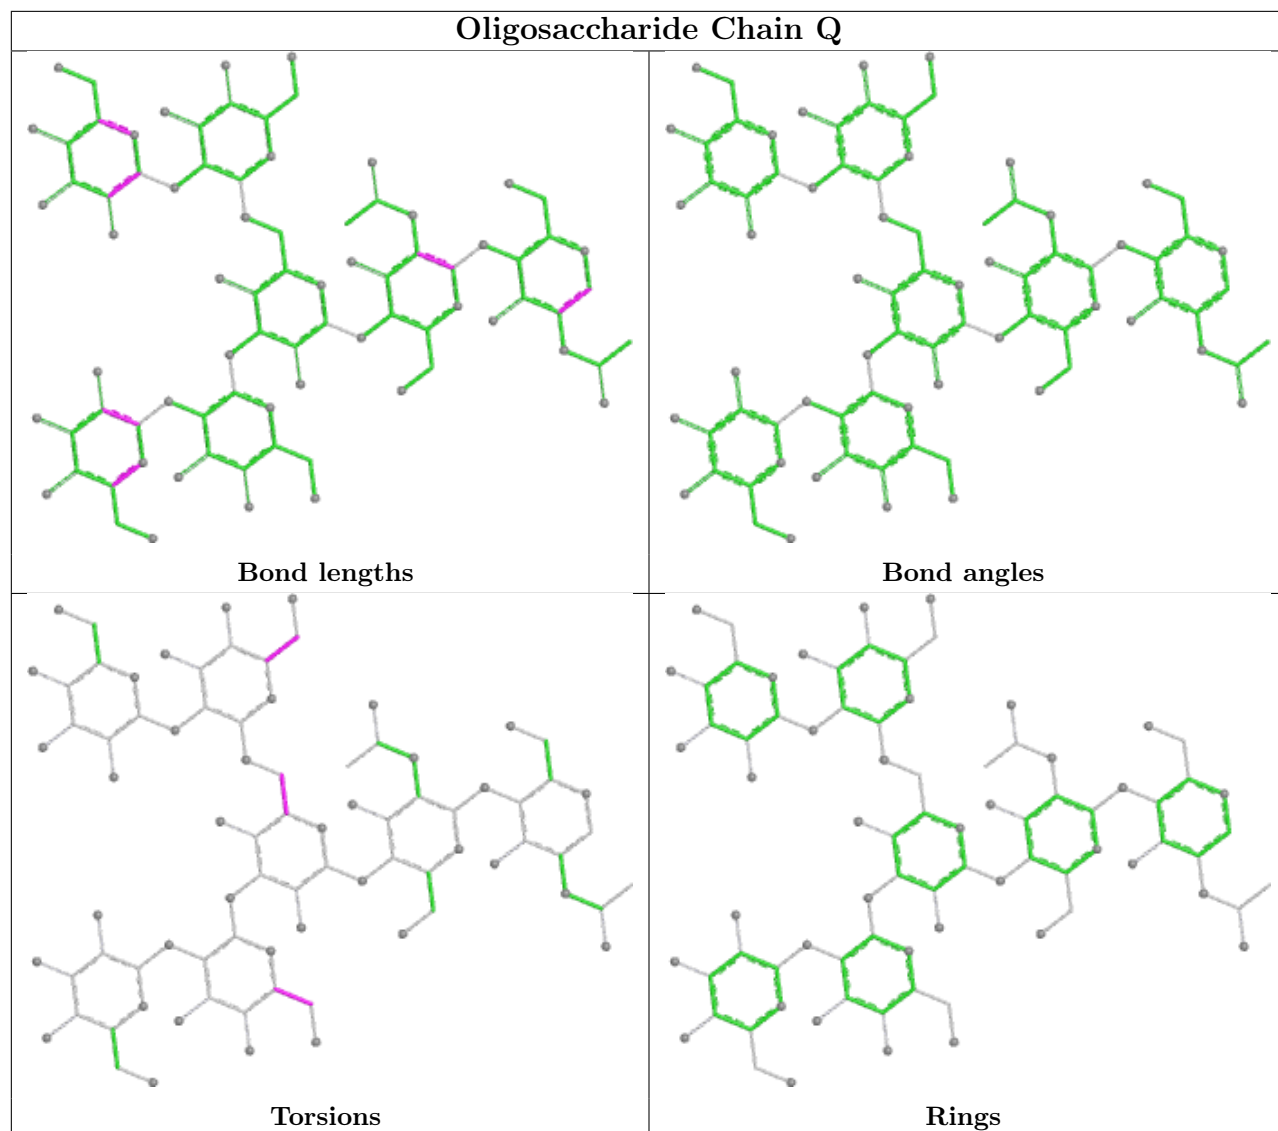 Oligosaccharide Chain Q
Bond lengths
Bond angles
Torsions
Rings